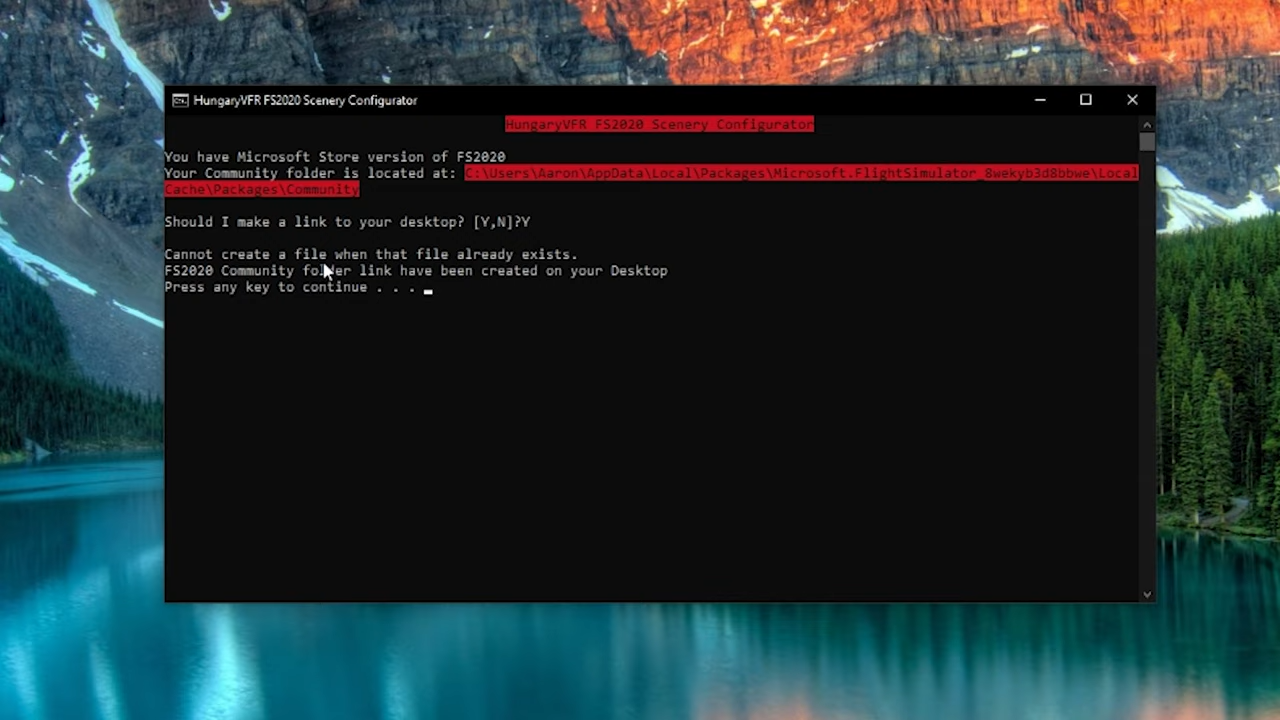 HungaryVFR FS2020 Scenery Configurator
HungaryVFR FS2020 Scenery Configurator
You have Microsoft Store version of FS2020
Your Community folder is located at: C:\Users\Aaron\AppData\Local\Packages\Microsoft.FlightSimulator_8wekyb3d8bbwe\Local
Cache\Packages\Community
Should I make a link to your desktop? [Y,N]?Y
Cannot create a file when that file already exists.
FS2020 Community folder link have been created on your Desktop
Press any key to continue . . .